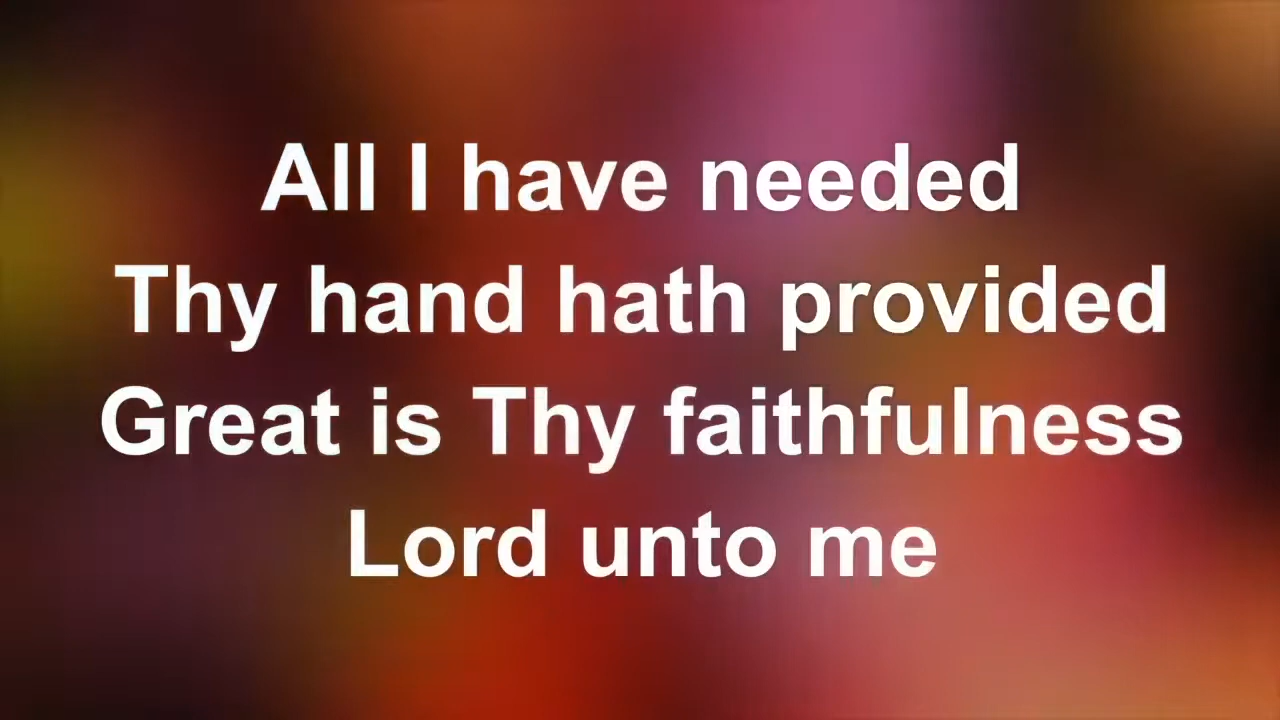 All I have needed
Thy hand hath provided
Great is Thy faithfulness
Lord unto me